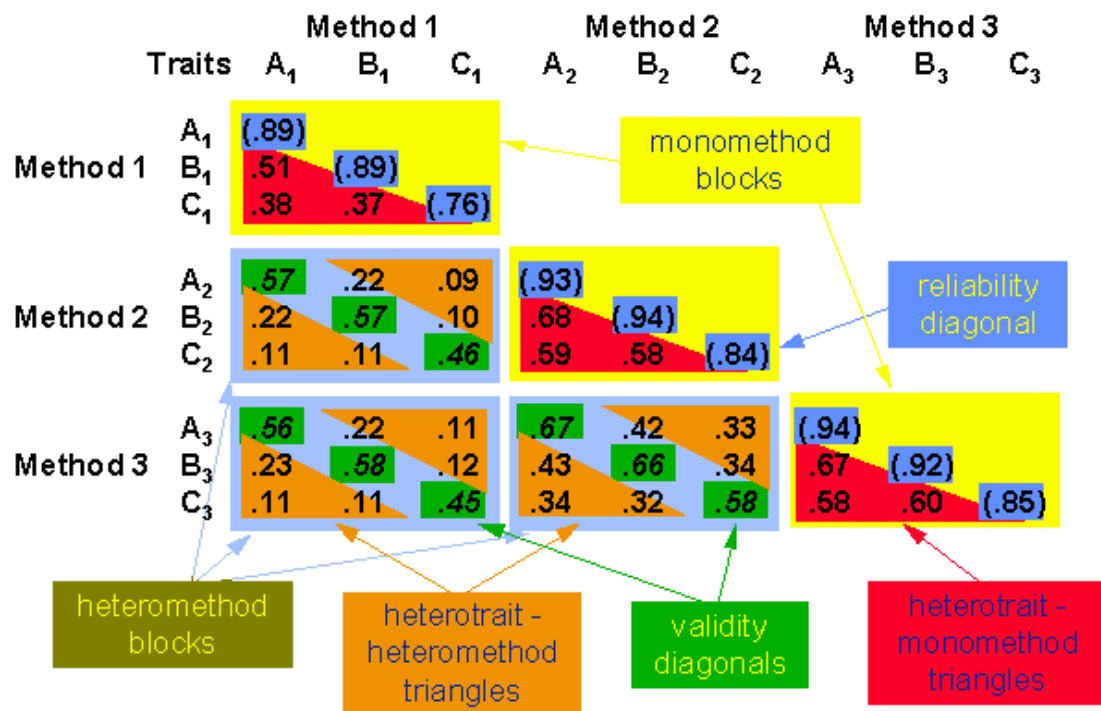 Method 1 Method 2 Method 3
Traits A₁ B₁ C₁ A₂ B₂ C₂ A₃ B₃ C₃
A₁ (.89)
Method 1 B₁ .51 (.89)
C₁ .38 .37 (.76)
monomethod
blocks
A₂ .57 .22 .09 (.93)
Method 2 B₂ .22 .57 .10 .68 (.94)
C₂ .11 .11 .46 .59 .58 (.84)
reliability
diagonal
A₃ .56 .22 .11 .67 .42 .33 (.94)
Method 3 B₃ .23 .58 .12 .43 .66 .34 .67 (.92)
C₃ .11 .11 .45 .34 .32 .58 .58 .60 (.85)
heteromethod
blocks
heterotrait -
heteromethod
triangles
validity
diagonals
heterotrait -
monomethod
triangles